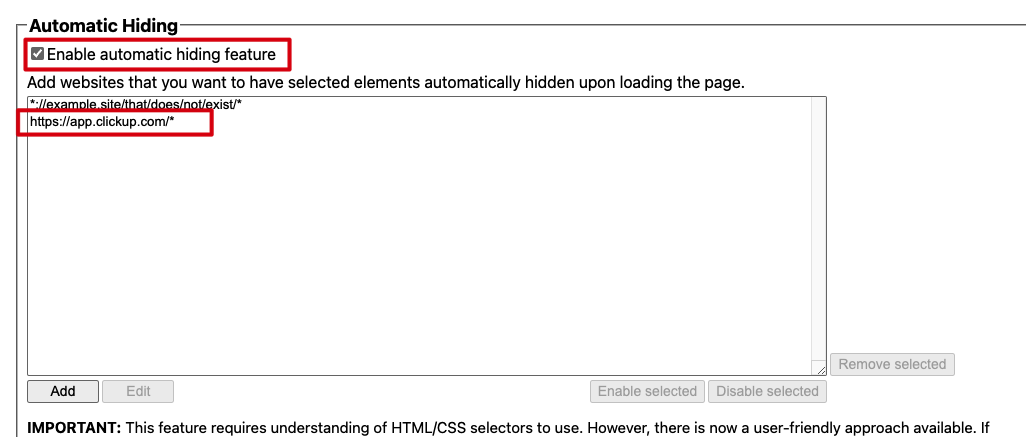 Automatic Hiding
Enable automatic hiding feature
Add websites that you want to have selected elements automatically hidden upon loading the page.
*://example.site/that/does/not/exist/*
https://app.clickup.com/*
Remove selected
Add Edit Enable selected Disable selected
IMPORTANT: This feature requires understanding of HTML/CSS selectors to use. However, there is now a user-friendly approach available. If